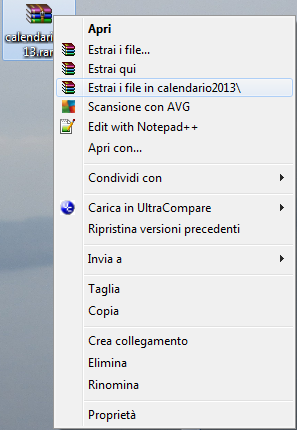 calendario
13.rar
Apri
Estrai i file...
Estrai qui
Estrai i file in calendario2013\
Scansione con AVG
Edit with Notepad++
Apri con...
Condividi con
Carica in UltraCompare
Ripristina versioni precedenti
Invia a
Taglia
Copia
Crea collegamento
Elimina
Rinomina
Proprietà